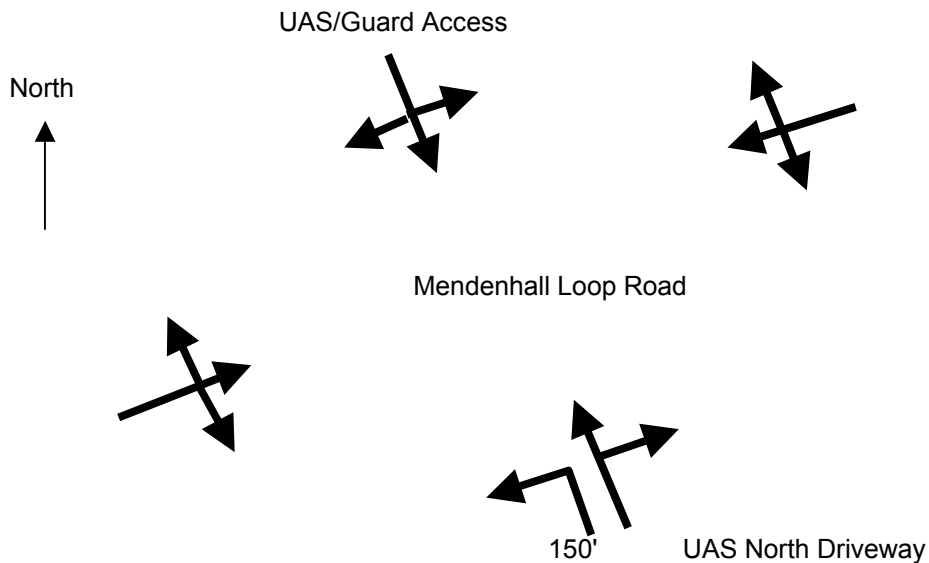 UAS/Guard Access
North
Mendenhall Loop Road
150'
UAS North Driveway